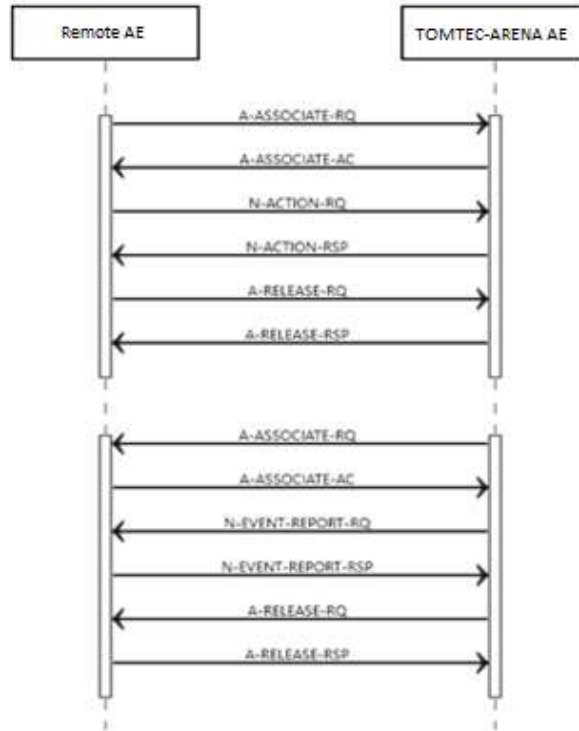 Remote AE
TOMTEC-ARENA AE
A-ASSOCIATE-RQ
A-ASSOCIATE-AC
N-ACTION-RQ
N-ACTION-RSP
A-RELEASE-RQ
A-RELEASE-RSP
A-ASSOCIATE-RQ
A-ASSOCIATE-AC
N-EVENT-REPORT-RQ
N-EVENT-REPORT-RSP
A-RELEASE-RQ
A-RELEASE-RSP